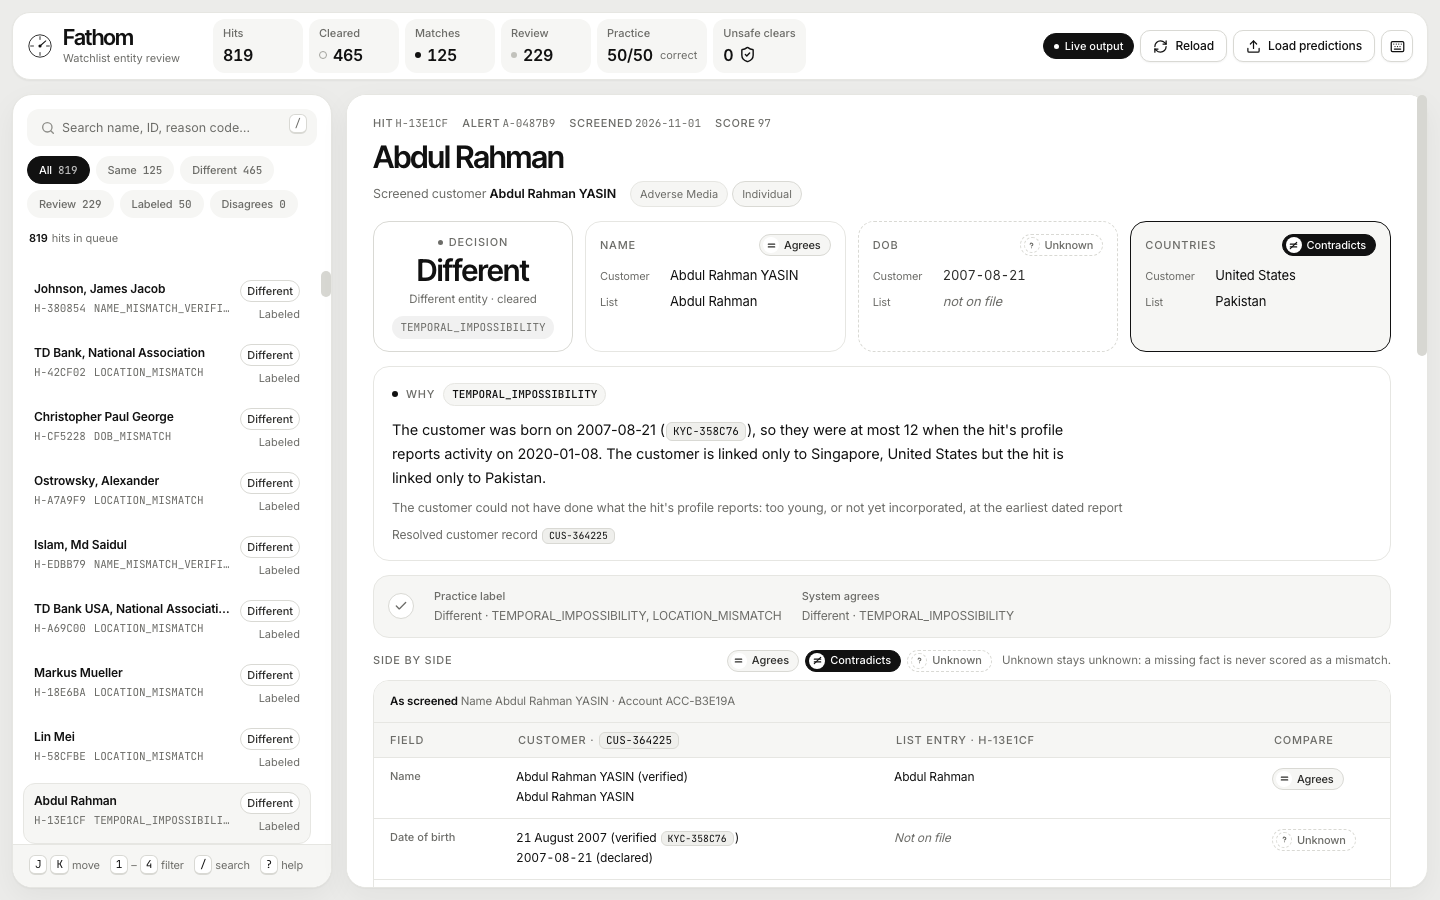 Fathom
Watchlist entity review
Hits
819
Cleared
465
Matches
125
Review
229
Practice
50/50 correct
Unsafe clears
0
Live output
Reload
Load predictions
Search name, ID, reason code...
/
All 819
Same 125
Different 465
Review 229
Labeled 50
Disagrees 0
819 hits in queue
Johnson, James Jacob
Different
H-380854 NAME_MISMATCH_VERIFI…
Labeled
TD Bank, National Association
Different
H-42CF02 LOCATION_MISMATCH
Labeled
Christopher Paul George
Different
H-CF5228 DOB_MISMATCH
Labeled
Ostrowsky, Alexander
Different
H-A7A9F9 LOCATION_MISMATCH
Labeled
Islam, Md Saidul
Different
H-EDBB79 NAME_MISMATCH_VERIFI…
Labeled
TD Bank USA, National Associati…
Different
H-A69C00 LOCATION_MISMATCH
Labeled
Markus Mueller
Different
H-18E6BA LOCATION_MISMATCH
Labeled
Lin Mei
Different
H-58CFBE LOCATION_MISMATCH
Labeled
Abdul Rahman
Different
H-13E1CF TEMPORAL_IMPOSSIBILI…
Labeled
J K move 1 – 4 filter / search ? help
HIT H-13E1CF ALERT A-0487B9 SCREENED 2026-11-01 SCORE 97
Abdul Rahman
Screened customer Abdul Rahman YASIN Adverse Media Individual
DECISION
Different
Different entity · cleared
TEMPORAL_IMPOSSIBILITY
NAME = Agrees
Customer Abdul Rahman YASIN
List Abdul Rahman
DOB ? Unknown
Customer 2007-08-21
List not on file
COUNTRIES ≠ Contradicts
Customer United States
List Pakistan
WHY TEMPORAL_IMPOSSIBILITY
The customer was born on 2007-08-21 ( KYC-358C76 ), so they were at most 12 when the hit's profile
reports activity on 2020-01-08. The customer is linked only to Singapore, United States but the hit is
linked only to Pakistan.
The customer could not have done what the hit's profile reports: too young, or not yet incorporated, at the earliest dated report
Resolved customer record CUS-364225
Practice label
Different · TEMPORAL_IMPOSSIBILITY, LOCATION_MISMATCH
System agrees
Different · TEMPORAL_IMPOSSIBILITY
SIDE BY SIDE = Agrees ≠ Contradicts ? Unknown Unknown stays unknown: a missing fact is never scored as a mismatch.
As screened Name Abdul Rahman YASIN · Account ACC-B3E19A
FIELD CUSTOMER · CUS-364225 LIST ENTRY · H-13E1CF COMPARE
Name Abdul Rahman YASIN (verified) Abdul Rahman = Agrees
Abdul Rahman YASIN
Date of birth 21 August 2007 (verified KYC-358C76 ) Not on file ? Unknown
2007-08-21 (declared)